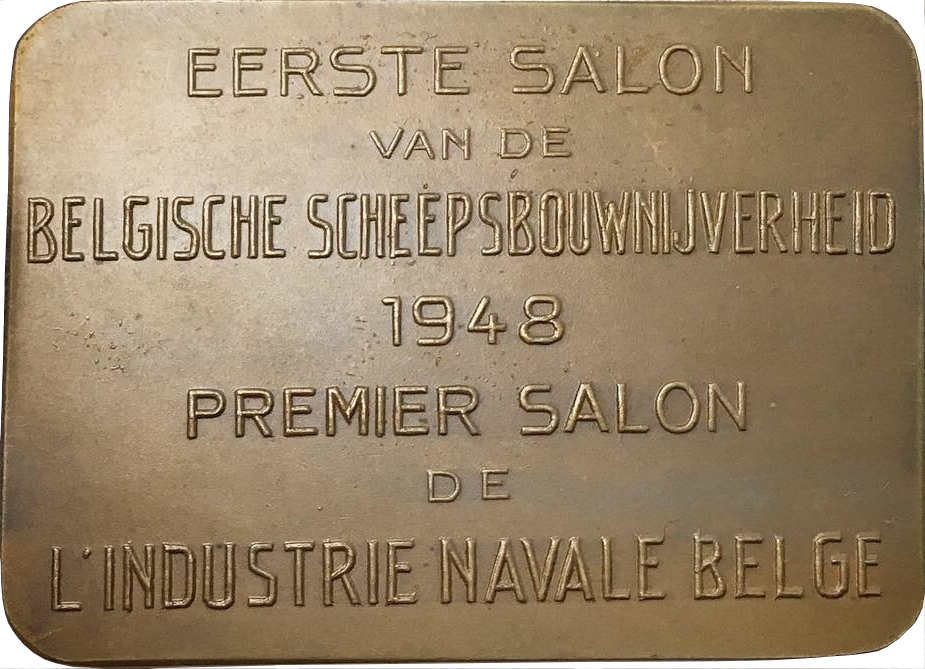 EERSTE SALON
VAN DE
BELGISCHE SCHEEPSBOUWNIJVERHEID
1948
PREMIER SALON
DE
L'INDUSTRIE NAVALE BELGE